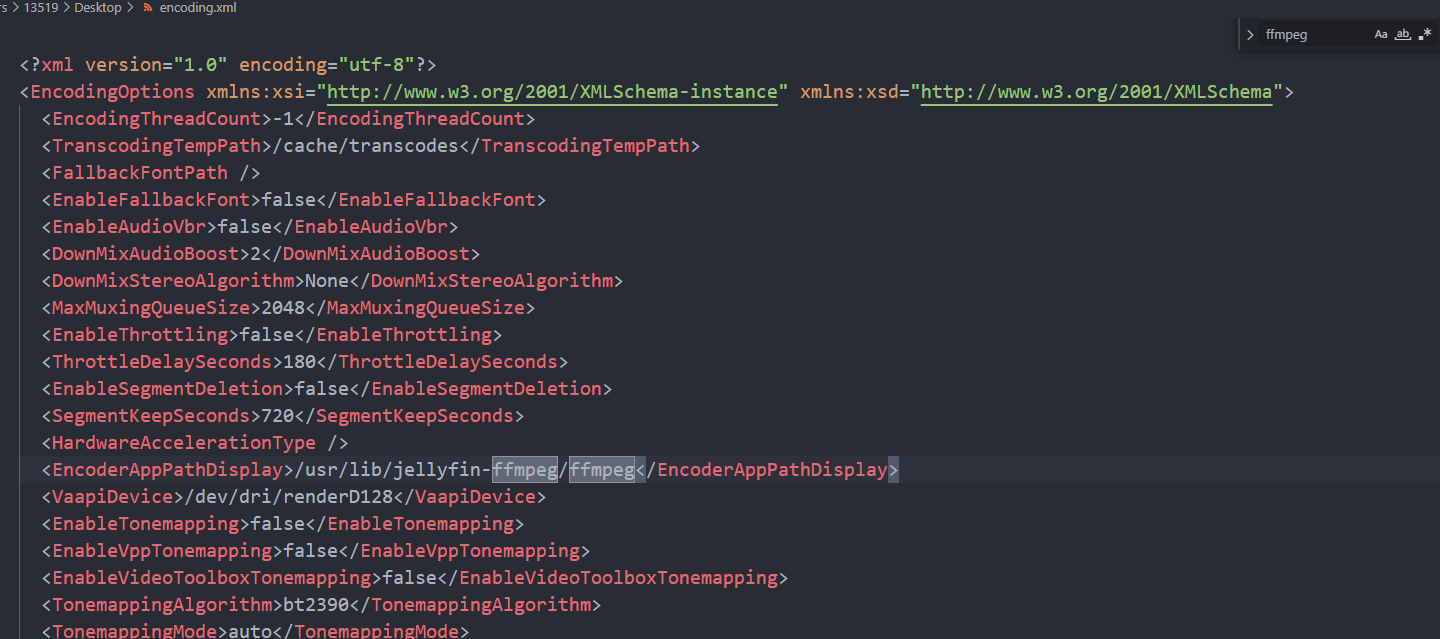 rs > 13519 > Desktop > encoding.xml
ffmpeg Aa ab .*
<?xml version="1.0" encoding="utf-8"?>
<EncodingOptions xmlns:xsi="http://www.w3.org/2001/XMLSchema-instance" xmlns:xsd="http://www.w3.org/2001/XMLSchema">
<EncodingThreadCount>-1</EncodingThreadCount>
<TranscodingTempPath>/cache/transcodes</TranscodingTempPath>
<FallbackFontPath />
<EnableFallbackFont>false</EnableFallbackFont>
<EnableAudioVbr>false</EnableAudioVbr>
<DownMixAudioBoost>2</DownMixAudioBoost>
<DownMixStereoAlgorithm>None</DownMixStereoAlgorithm>
<MaxMuxingQueueSize>2048</MaxMuxingQueueSize>
<EnableThrottling>false</EnableThrottling>
<ThrottleDelaySeconds>180</ThrottleDelaySeconds>
<EnableSegmentDeletion>false</EnableSegmentDeletion>
<SegmentKeepSeconds>720</SegmentKeepSeconds>
<HardwareAccelerationType />
<EncoderAppPathDisplay>/usr/lib/jellyfin-ffmpeg/ffmpeg</EncoderAppPathDisplay>
<VaapiDevice>/dev/dri/renderD128</VaapiDevice>
<EnableTonemapping>false</EnableTonemapping>
<EnableVppTonemapping>false</EnableVppTonemapping>
<EnableVideoToolboxTonemapping>false</EnableVideoToolboxTonemapping>
<TonemappingAlgorithm>bt2390</TonemappingAlgorithm>
<TonemappingMode>auto</TonemappingMode>